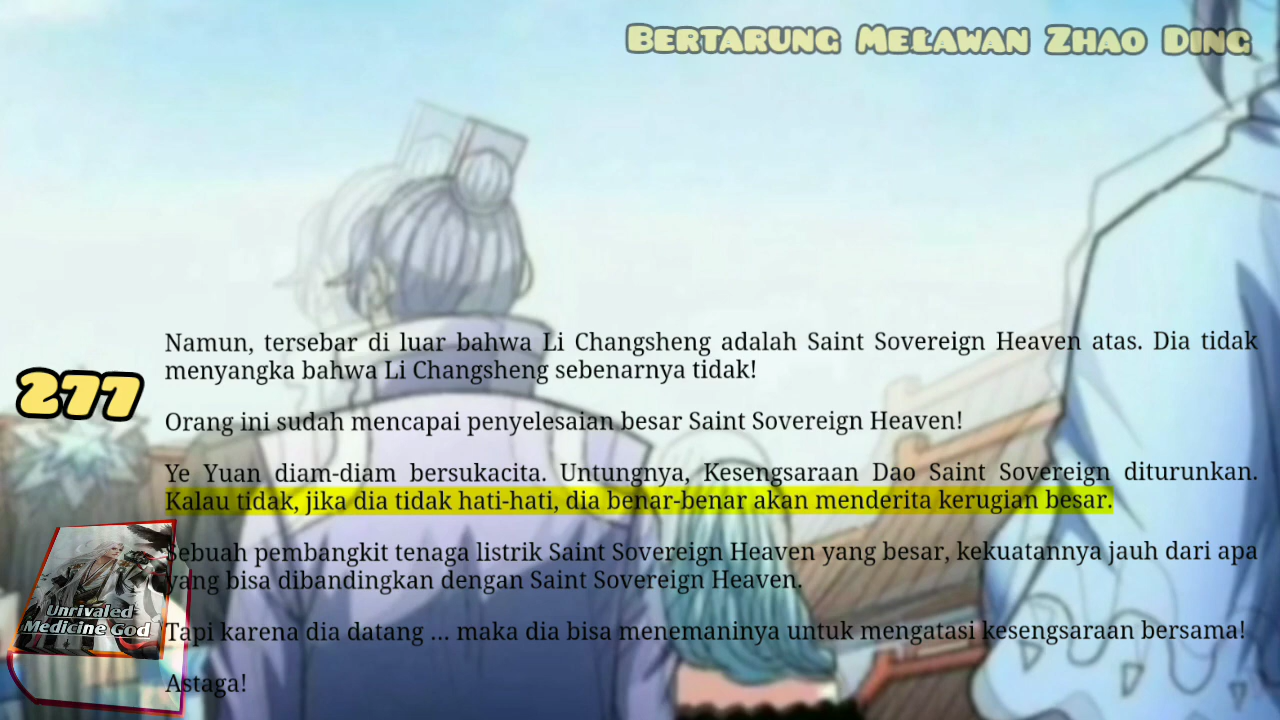 Bertarung Melawan Zhao Ding
Namun, tersebar di luar bahwa Li Changsheng adalah Saint Sovereign Heaven atas. Dia tidak
menyangka bahwa Li Changsheng sebenarnya tidak!
277
Orang ini sudah mencapai penyelesaian besar Saint Sovereign Heaven!
Ye Yuan diam-diam bersukacita. Untungnya, Kesengsaraan Dao Saint Sovereign diturunkan.
Kalau tidak, jika dia tidak hati-hati, dia benar-benar akan menderita kerugian besar.
Sebuah pembangkit tenaga listrik Saint Sovereign Heaven yang besar, kekuatannya jauh dari apa
yang bisa dibandingkan dengan Saint Sovereign Heaven.
Unrivaled
Medicine God
Tapi karena dia datang ... maka dia bisa menemaninya untuk mengatasi kesengsaraan bersama!
Astaga!